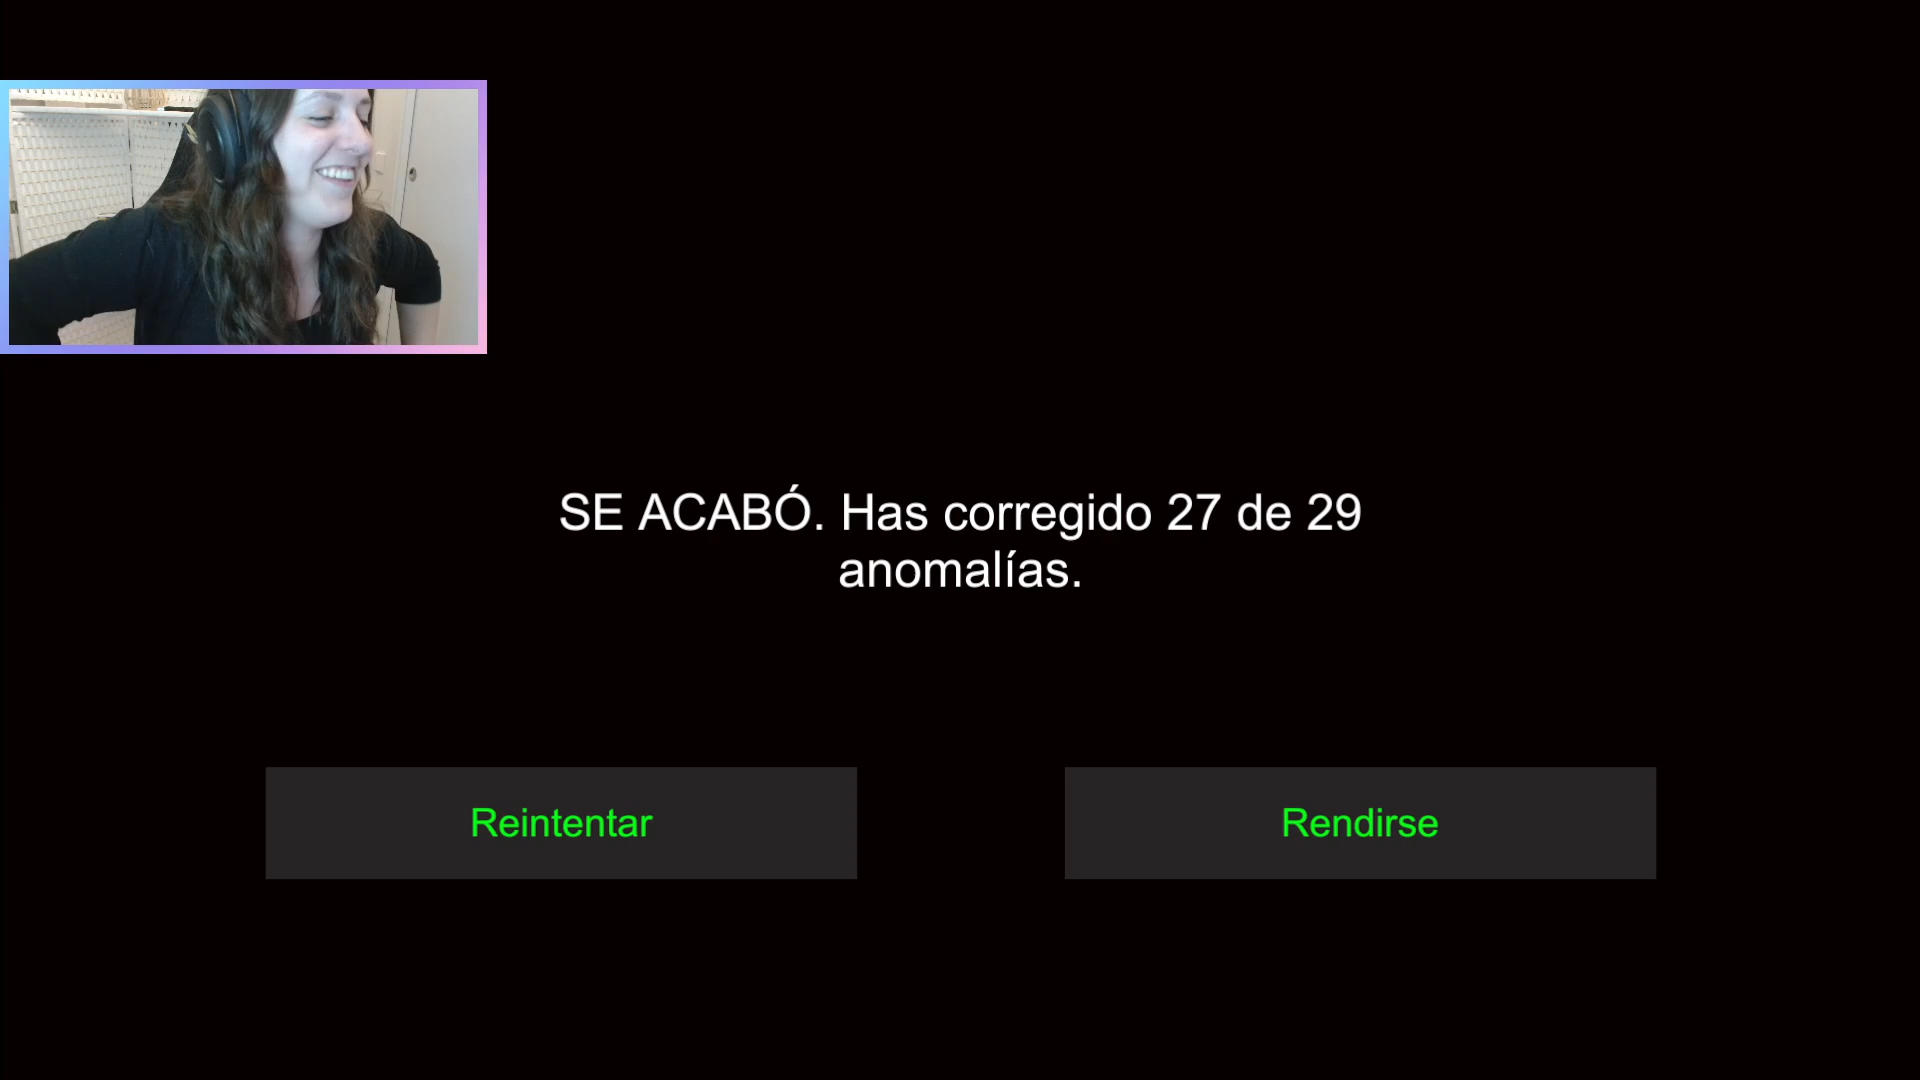 SE ACABÓ. Has corregido 27 de 29
anomalías.
Reintentar
Rendirse